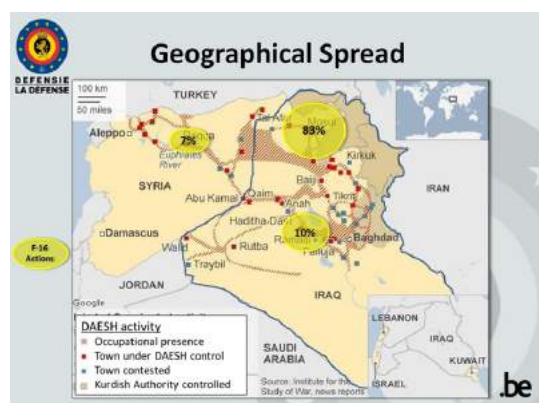 Geographical Spread
DEFENSIE
LA DÉFENSE
100 km
50 miles
TURKEY
Aleppo
Raqqa
7%
Euphrates
River
Tal Afar
Mosul
83%
Kirkuk
SYRIA
Baiji
Tikrit
IRAN
Abu Kamal
Qaim
Anah
Haditha-Dam
Ramadi
10%
Baghdad
Falluja
F-16
Actions
Damascus
Walid
Rutba
Traybil
JORDAN
IRAQ
Google
DAESH activity
Occupational presence
Town under DAESH control
Town contested
Kurdish Authority controlled
SAUDI
ARABIA
Source: Institute for the
Study of War, news reports
LEBANON
IRAQ
ISRAEL
KUWAIT
.be